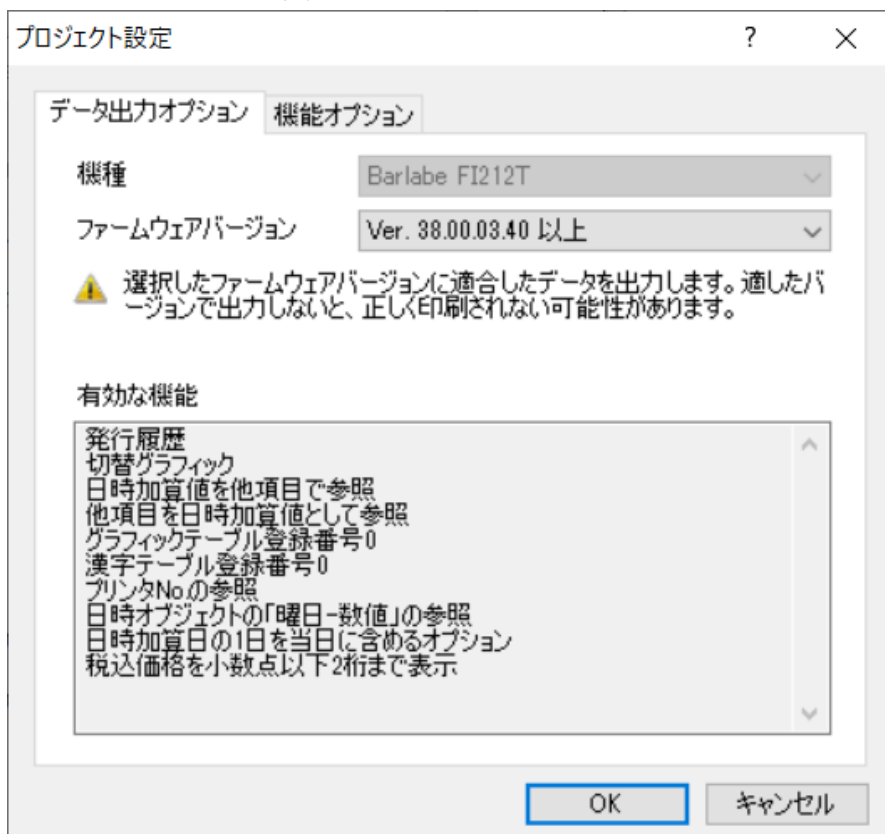 プロジェクト設定
?
データ出力オプション 機能オプション
機種 Barlabe FI212T
ファームウェアバージョン Ver. 38.00.03.40 以上
選択したファームウェアバージョンに適合したデータを出力します。適したバ
ージョンで出力しないと、正しく印刷されない可能性があります。
有効な機能
発行履歴
切替グラフィック
日時加算値を他項目で参照
他項目を日時加算値として参照
グラフィックテーブル登録番号0
漢字テーブル登録番号0
プリンタNo.の参照
日時オブジェクトの「曜日-数値」の参照
日時加算日の1日を当日に含めるオプション
税込価格を小数点以下2桁まで表示
OK キャンセル